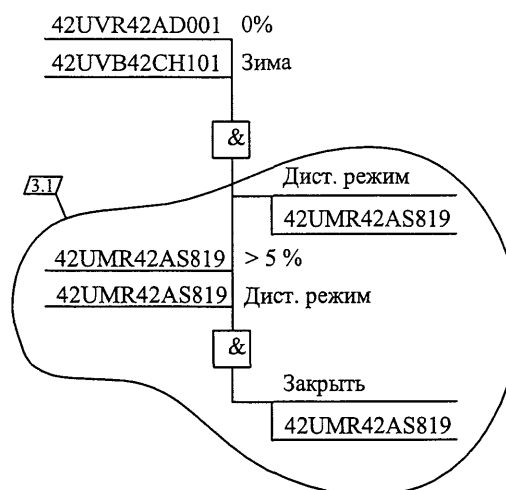 42UVR42AD001 0%
42UVB42CH101 Зима
&
3.1
Дист. режим
42UMR42AS819
42UMR42AS819 > 5 %
42UMR42AS819 Дист. режим
&
Закрыть
42UMR42AS819